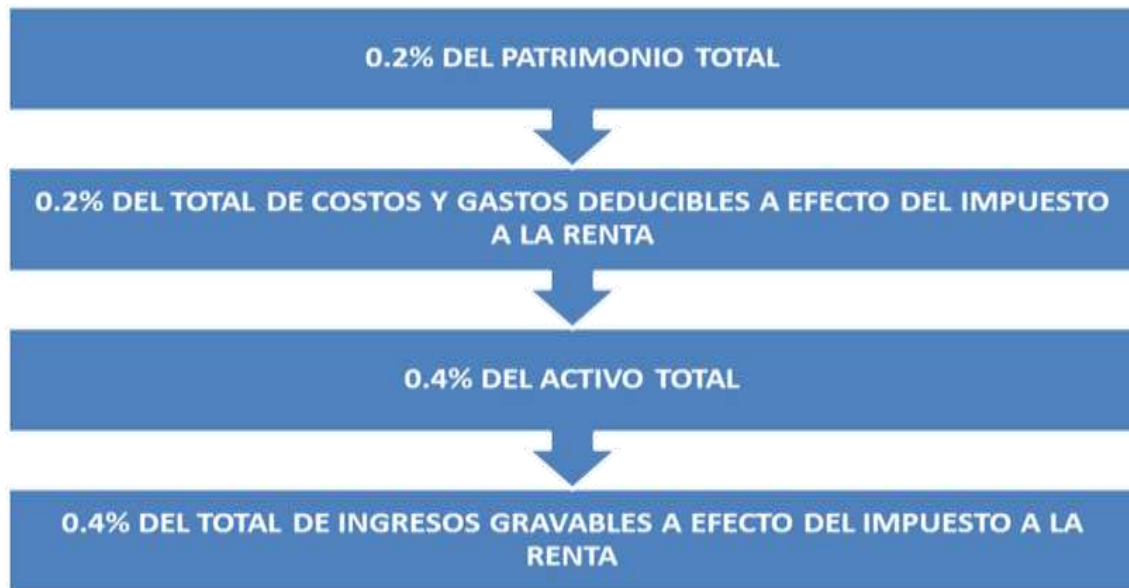 0.2% DEL PATRIMONIO TOTAL
0.2% DEL TOTAL DE COSTOS Y GASTOS DEDUCIBLES A EFECTO DEL IMPUESTO
A LA RENTA
0.4% DEL ACTIVO TOTAL
0.4% DEL TOTAL DE INGRESOS GRAVABLES A EFECTO DEL IMPUESTO A LA
RENTA